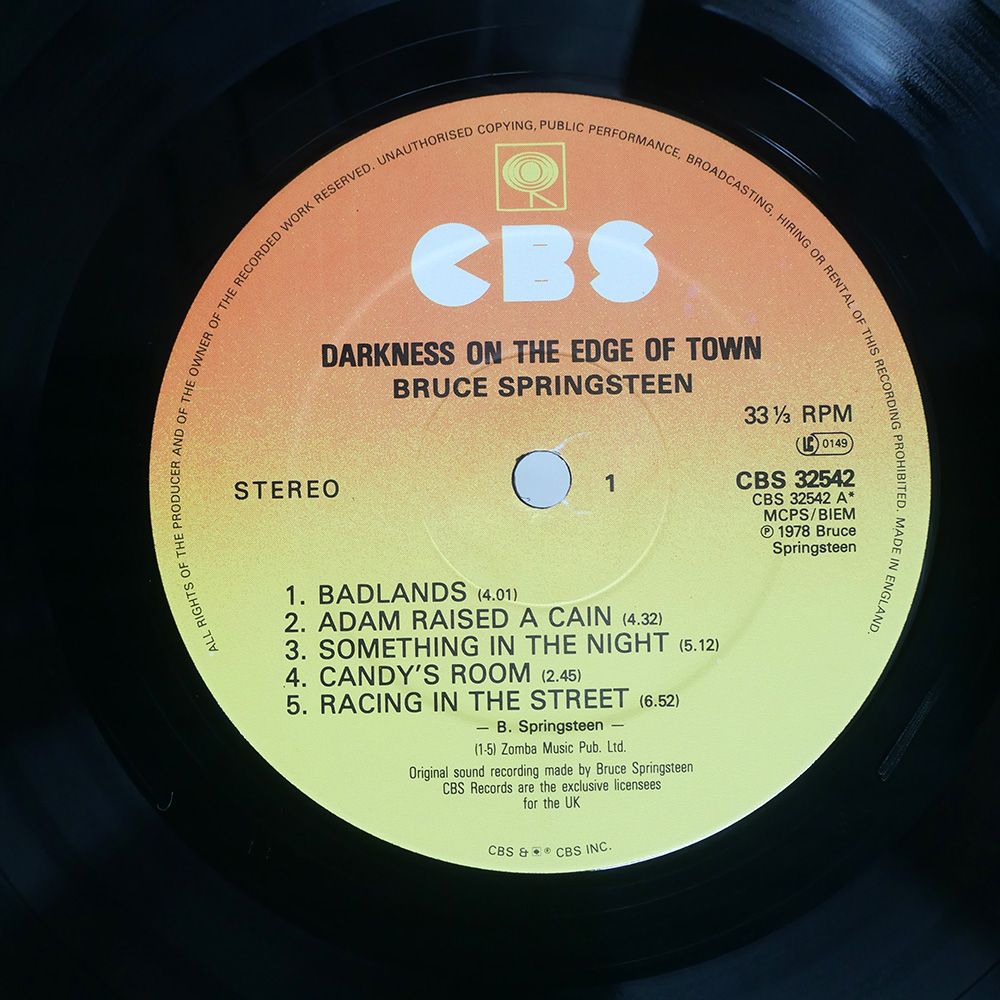 ALL RIGHTS OF THE PRODUCER AND OF THE OWNER OF THE RECORDED WORK RESERVED. UNAUTHORISED COPYING, PUBLIC PERFORMANCE, BROADCASTING, HIRING OR RENTAL OF THIS RECORDING PROHIBITED. MADE IN ENGLAND.
CBS
DARKNESS ON THE EDGE OF TOWN
BRUCE SPRINGSTEEN
33 ⅓ RPM
LC 0149
STEREO
1
CBS 32542
CBS 32542 A*
MCPS/BIEM
℗ 1978 Bruce
Springsteen
1. BADLANDS (4.01)
2. ADAM RAISED A CAIN (4.32)
3. SOMETHING IN THE NIGHT (5.12)
4. CANDY'S ROOM (2.45)
5. RACING IN THE STREET (6.52)
— B. Springsteen —
(1-5) Zomba Music Pub. Ltd.
Original sound recording made by Bruce Springsteen
CBS Records are the exclusive licensees
for the UK
CBS & ® CBS INC.